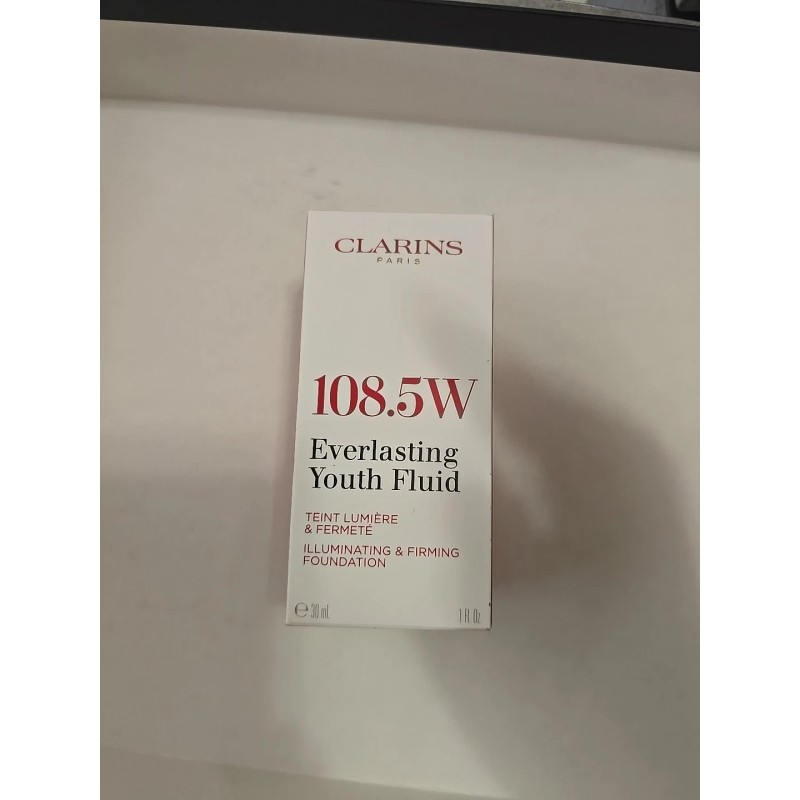 CLARINS
PARIS
108.5W
Everlasting
Youth Fluid
TEINT LUMIÈRE
& FERMETÉ
ILLUMINATING & FIRMING
FOUNDATION
℮ 30 mL 1 Fl. Oz